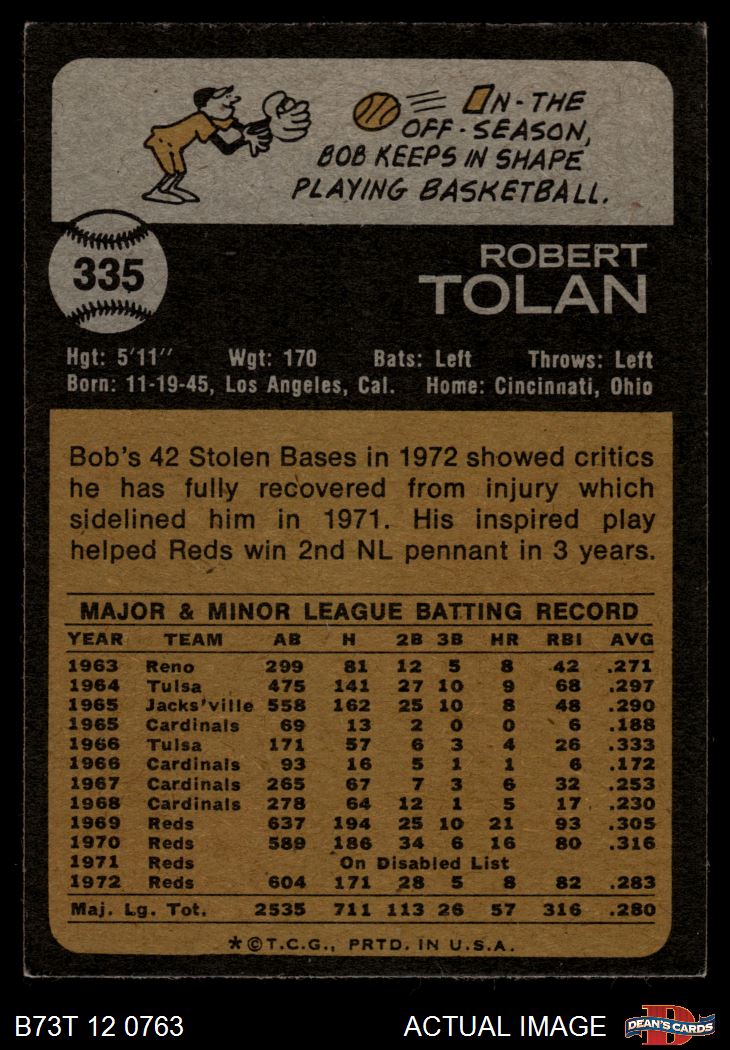 IN-THE
OFF-SEASON,
BOB KEEPS IN SHAPE
PLAYING BASKETBALL.
335
ROBERT
TOLAN
Hgt: 5'11" Wgt: 170 Bats: Left Throws: Left
Born: 11-19-45, Los Angeles, Cal. Home: Cincinnati, Ohio
Bob's 42 Stolen Bases in 1972 showed critics
he has fully recovered from injury which
sidelined him in 1971. His inspired play
helped Reds win 2nd NL pennant in 3 years.
MAJOR & MINOR LEAGUE BATTING RECORD
YEAR TEAM AB H 2B 3B HR RBI AVG
1963 Reno 299 81 12 5 8 42 .271
1964 Tulsa 475 141 27 10 9 68 .297
1965 Jacks'ville 558 162 25 10 8 48 .290
1965 Cardinals 69 13 2 0 0 6 .188
1966 Tulsa 171 57 6 3 4 26 .333
1966 Cardinals 93 16 5 1 1 6 .172
1967 Cardinals 265 67 7 3 6 32 .253
1968 Cardinals 278 64 12 1 5 17 .230
1969 Reds 637 194 25 10 21 93 .305
1970 Reds 589 186 34 6 16 80 .316
1971 Reds On Disabled List
1972 Reds 604 171 28 5 8 82 .283
Maj. Lg. Tot. 2535 711 113 26 57 316 .280
*©T.C.G., PRTD. IN U.S.A.
B73T 12 0763 ACTUAL IMAGE
D
DEAN'S CARDS